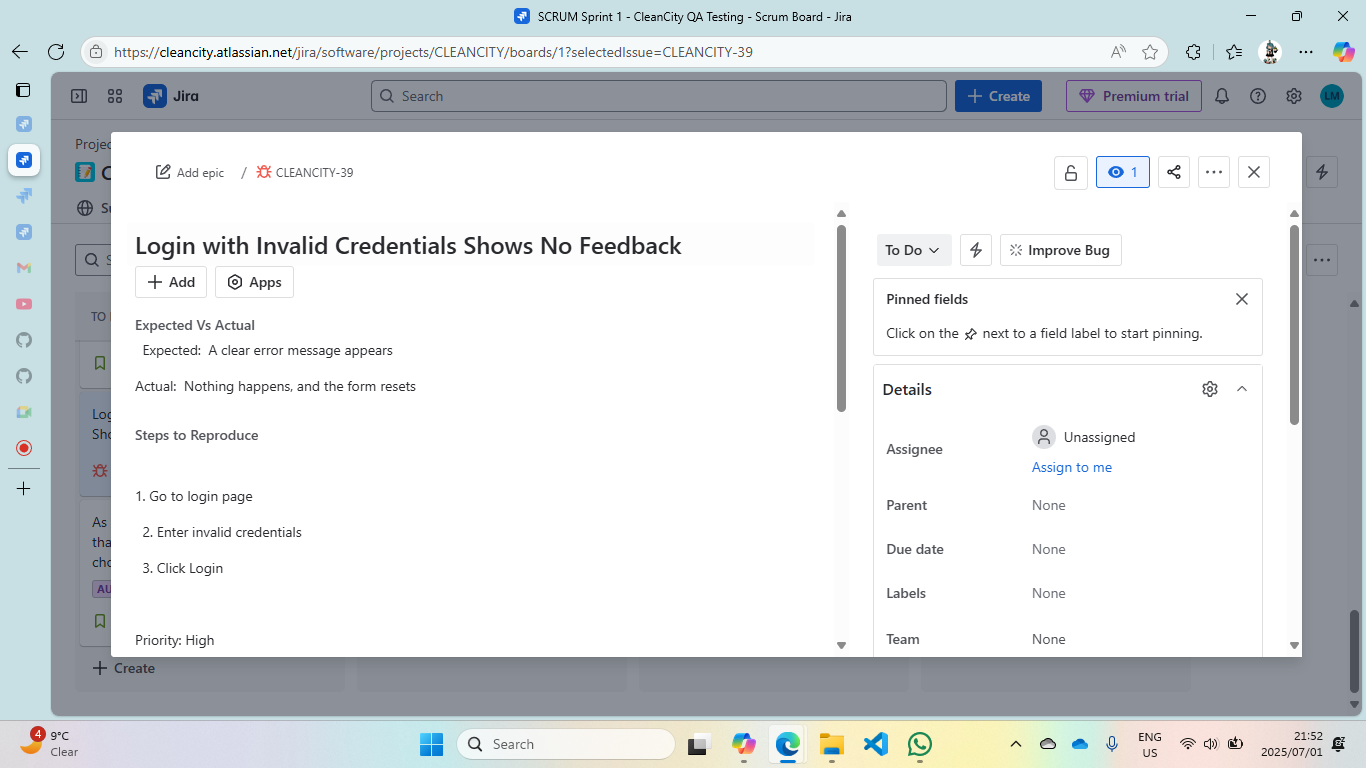 SCRUM Sprint 1 - CleanCity QA Testing - Scrum Board - Jira
https://cleancity.atlassian.net/jira/software/projects/CLEANCITY/boards/1?selectedIssue=CLEANCITY-39
Jira
Search
Create
Premium trial
LM
Projec
Add epic / CLEANCITY-39
1
Login with Invalid Credentials Shows No Feedback
Add
Apps
Expected Vs Actual
Expected: A clear error message appears
Actual: Nothing happens, and the form resets
Steps to Reproduce
1. Go to login page
2. Enter invalid credentials
3. Click Login
Priority: High
To Do
Improve Bug
Pinned fields
Click on the next to a field label to start pinning.
Details
Assignee
Unassigned
Assign to me
Parent
None
Due date
None
Labels
None
Team
None
C
Su
S
TO
Log
Sho
As
tha
cho
AU
Create
4
9°C
Clear
Search
ENG
US
21:52
2025/07/01